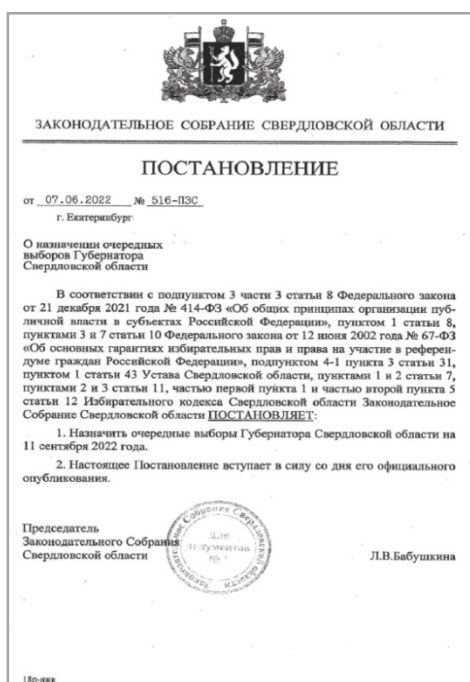 ЗАКОНОДАТЕЛЬНОЕ СОБРАНИЕ СВЕРДЛОВСКОЙ ОБЛАСТИ
ПОСТАНОВЛЕНИЕ
от 07.06.2022 № 516-ПЗС
г. Екатеринбург
О назначении очередных
выборов Губернатора
Свердловской области
В соответствии с подпунктом 3 части 3 статьи 8 Федерального закона
от 21 декабря 2021 года № 414-ФЗ «Об общих принципах организации пуб-
личной власти в субъектах Российской Федерации», пунктом 1 статьи 8,
пунктами 3 и 7 статьи 10 Федерального закона от 12 июня 2002 года № 67-ФЗ
«Об основных гарантиях избирательных прав и права на участие в референ-
думе граждан Российской Федерации», подпунктом 4-1 пункта 3 статьи 31,
пунктом 1 статьи 43 Устава Свердловской области, пунктами 1 и 2 статьи 7,
пунктами 2 и 3 статьи 11, частью первой пункта 1 и частью второй пункта 5
статьи 12 Избирательного кодекса Свердловской области Законодательное
Собрание Свердловской области ПОСТАНОВЛЯЕТ:
1. Назначить очередные выборы Губернатора Свердловской области на
11 сентября 2022 года.
2. Настоящее Постановление вступает в силу со дня его официального
опубликования.
Председатель
Законодательного Собрания
Свердловской области
Законодательное Собрание Свердловской области
Для
документов
Л.В.Бабушкина